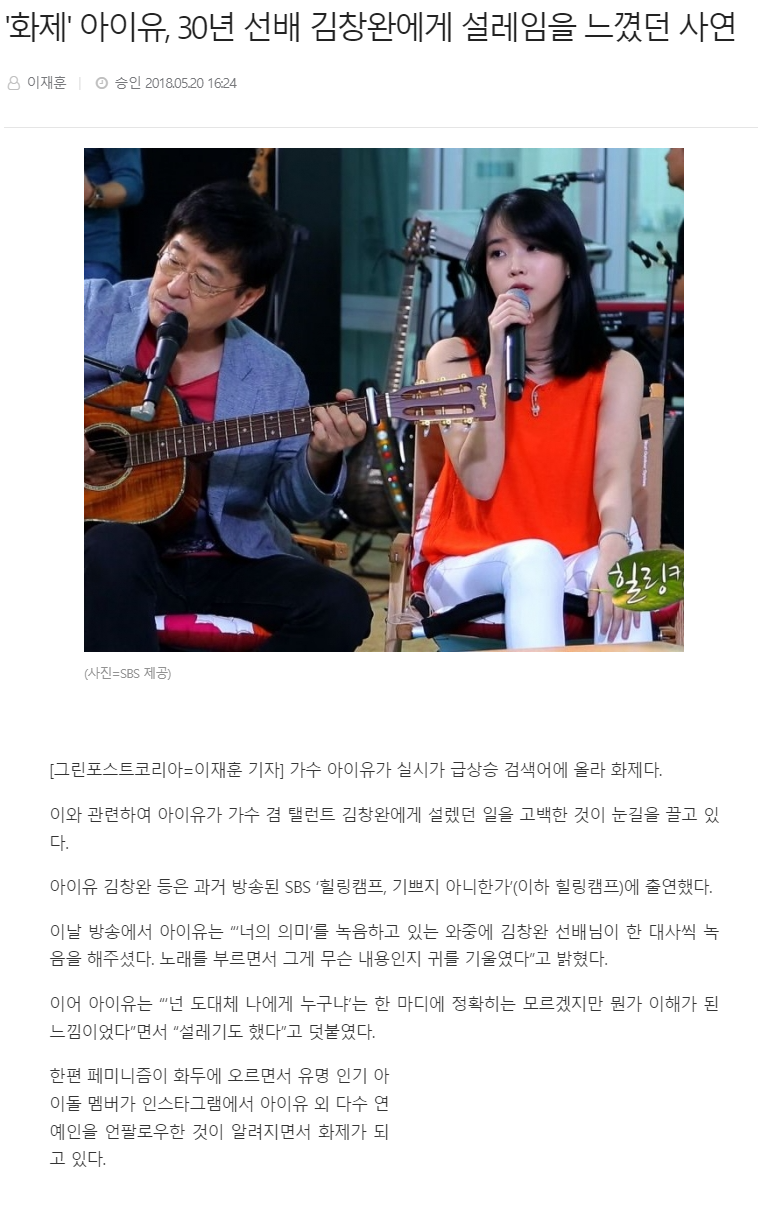 '화제' 아이유, 30년 선배 김창완에게 설레임을 느꼈던 사연
이재훈 승인 2018.05.20 16:24
힐링캠
(사진=SBS 제공)
[그린포스트코리아=이재훈 기자] 가수 아이유가 실시가 급상승 검색어에 올라 화제다.
이와 관련하여 아이유가 가수 겸 탤런트 김창완에게 설렜던 일을 고백한 것이 눈길을 끌고 있
다.
아이유 김창완 등은 과거 방송된 SBS ‘힐링캠프, 기쁘지 아니한가’(이하 힐링캠프)에 출연했다.
이날 방송에서 아이유는 “‘너의 의미’를 녹음하고 있는 와중에 김창완 선배님이 한 대사씩 녹
음을 해주셨다. 노래를 부르면서 그게 무슨 내용인지 귀를 기울였다”고 밝혔다.
이어 아이유는 “‘넌 도대체 나에게 누구냐’는 한 마디에 정확히는 모르겠지만 뭔가 이해가 된
느낌이었다”면서 “설레기도 했다”고 덧붙였다.
한편 페미니즘이 화두에 오르면서 유명 인기 아
이돌 멤버가 인스타그램에서 아이유 외 다수 연
예인을 언팔로우한 것이 알려지면서 화제가 되
고 있다.